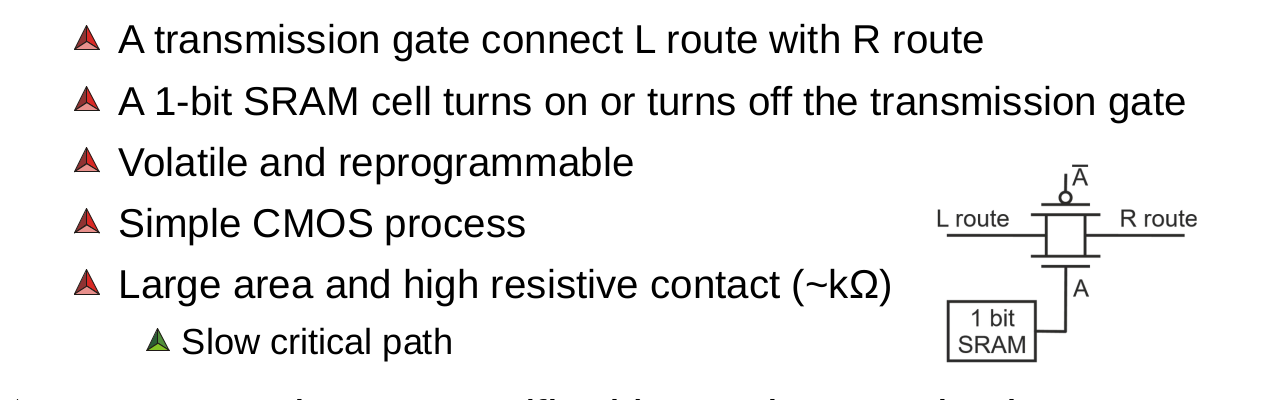 A transmission gate connect L route with R route
A 1-bit SRAM cell turns on or turns off the transmission gate
Volatile and reprogrammable
Simple CMOS process
Large area and high resistive contact (~kΩ)
Slow critical path
A̅
L route
R route
A
1 bit
SRAM